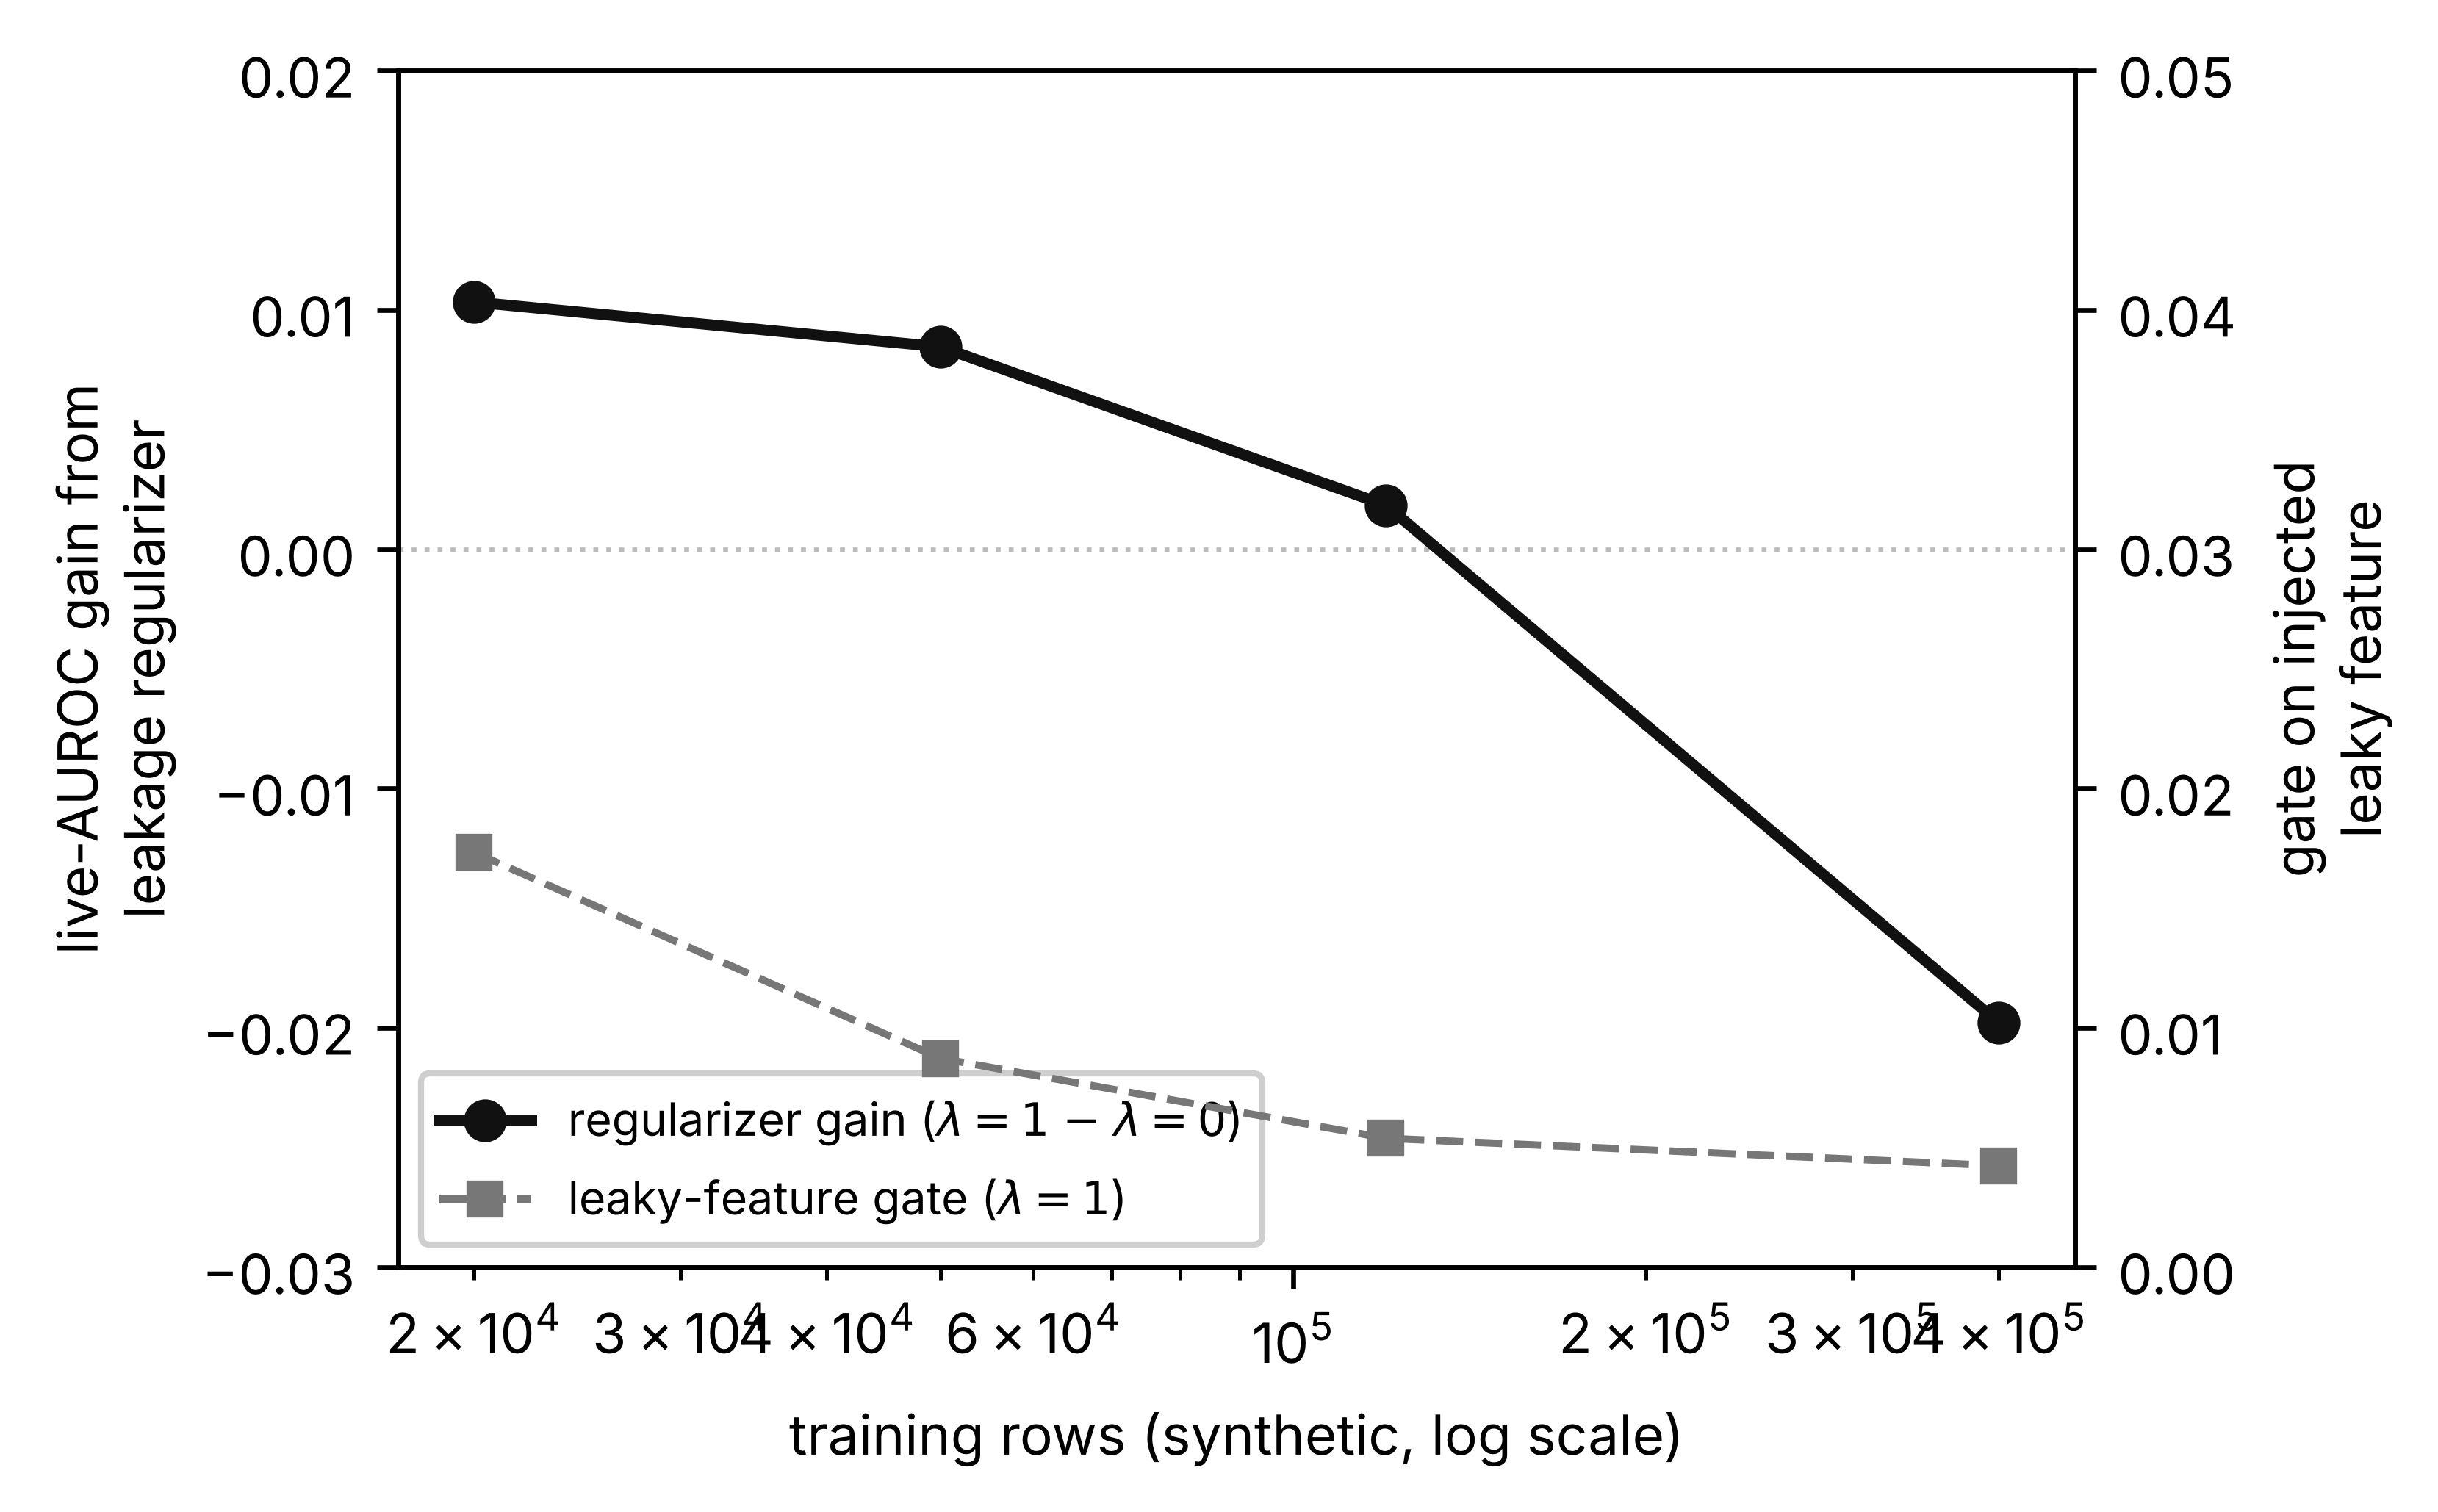 0.02
0.01
0.00
−0.01
−0.02
−0.03
live-AUROC gain from
leakage regularizer
0.05
0.04
0.03
0.02
0.01
0.00
gate on injected
leaky feature
regularizer gain (λ = 1 − λ = 0)
leaky-feature gate (λ = 1)
2 × 10⁴ 3 × 10⁴ 4 × 10⁴ 6 × 10⁴ 10⁵ 2 × 10⁵ 3 × 10⁵ 4 × 10⁵
training rows (synthetic, log scale)